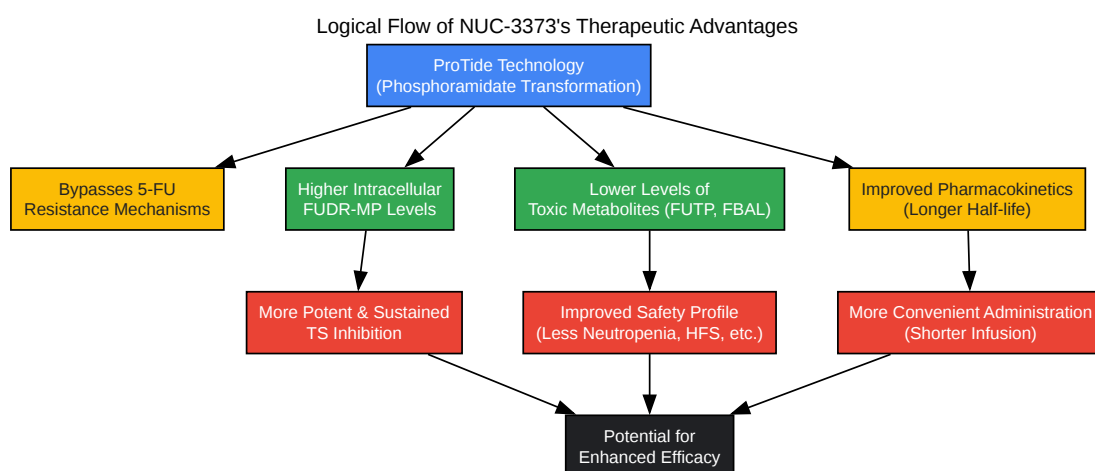 Logical Flow of NUC-3373's Therapeutic Advantages
ProTide Technology
(Phosphoramidate Transformation)
Bypasses 5-FU
Resistance Mechanisms
Higher Intracellular
FUDR-MP Levels
Lower Levels of
Toxic Metabolites (FUTP, FBAL)
Improved Pharmacokinetics
(Longer Half-life)
More Potent & Sustained
TS Inhibition
Improved Safety Profile
(Less Neutropenia, HFS, etc.)
More Convenient Administration
(Shorter Infusion)
Potential for
Enhanced Efficacy